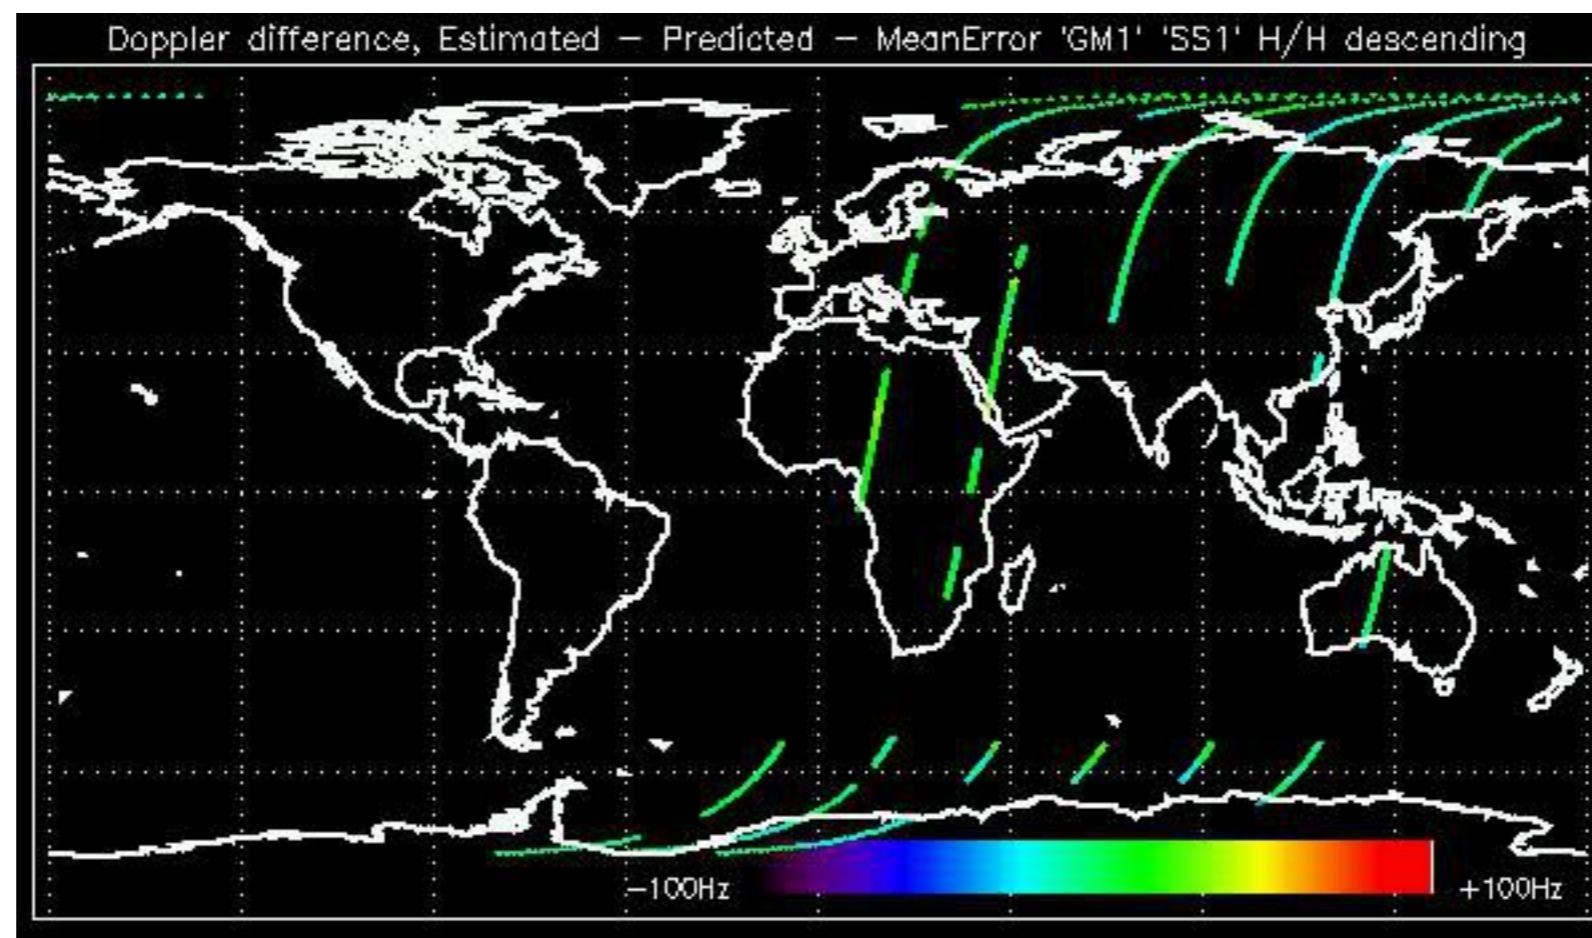 Doppler difference, Estimated – Predicted – MeanError 'GM1' 'SS1' H/H descending
–100Hz
+100Hz